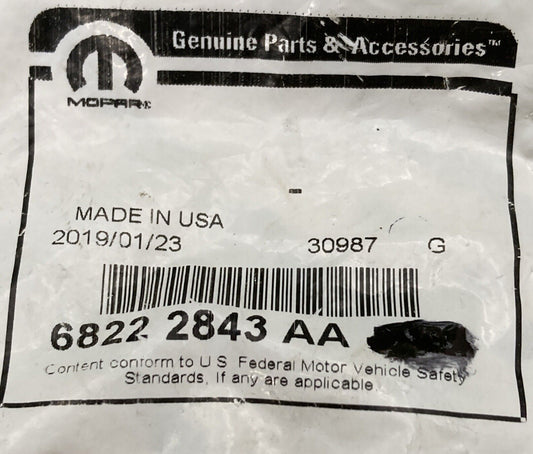 Genuine Parts & Accessories™
MOPAR®
-
MADE IN USA
2019/01/23 30987 G
6822 2843 AA
Content conform to U S Federal Motor Vehicle Safety
Standards, If any are applicable